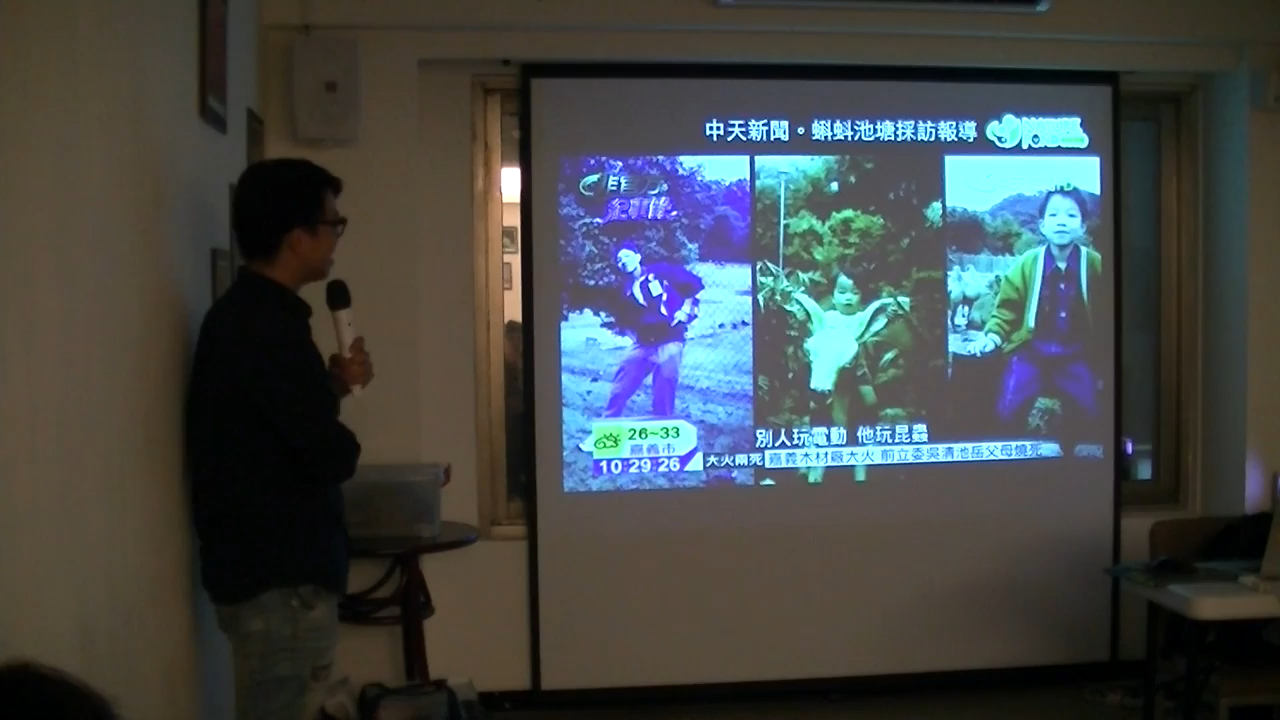 中天新聞。蝌蚪池塘採訪報導
26~33
嘉義市
10:29:26
別人玩電動 他玩昆蟲
大火兩死 嘉義木材廠大火 前立委吳清池岳父母燒死